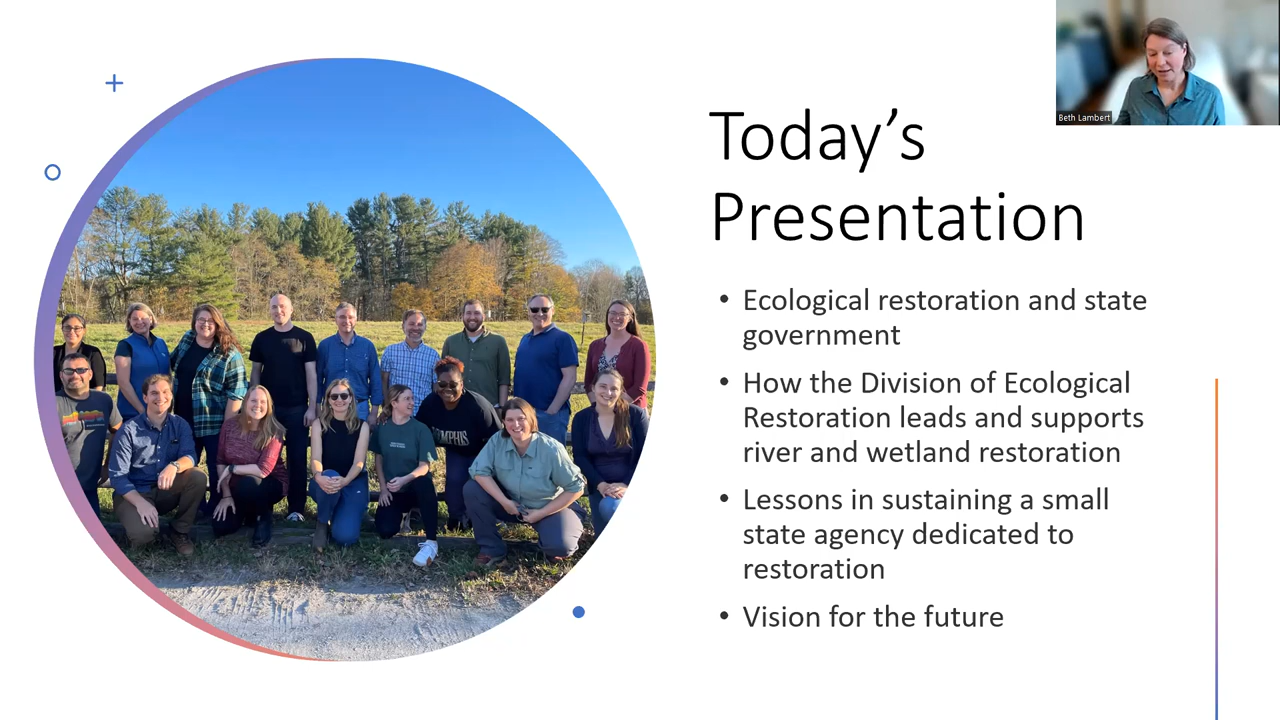 Beth Lambert
Today’s
Presentation
• Ecological restoration and state
government
• How the Division of Ecological
Restoration leads and supports
river and wetland restoration
• Lessons in sustaining a small
state agency dedicated to
restoration
• Vision for the future